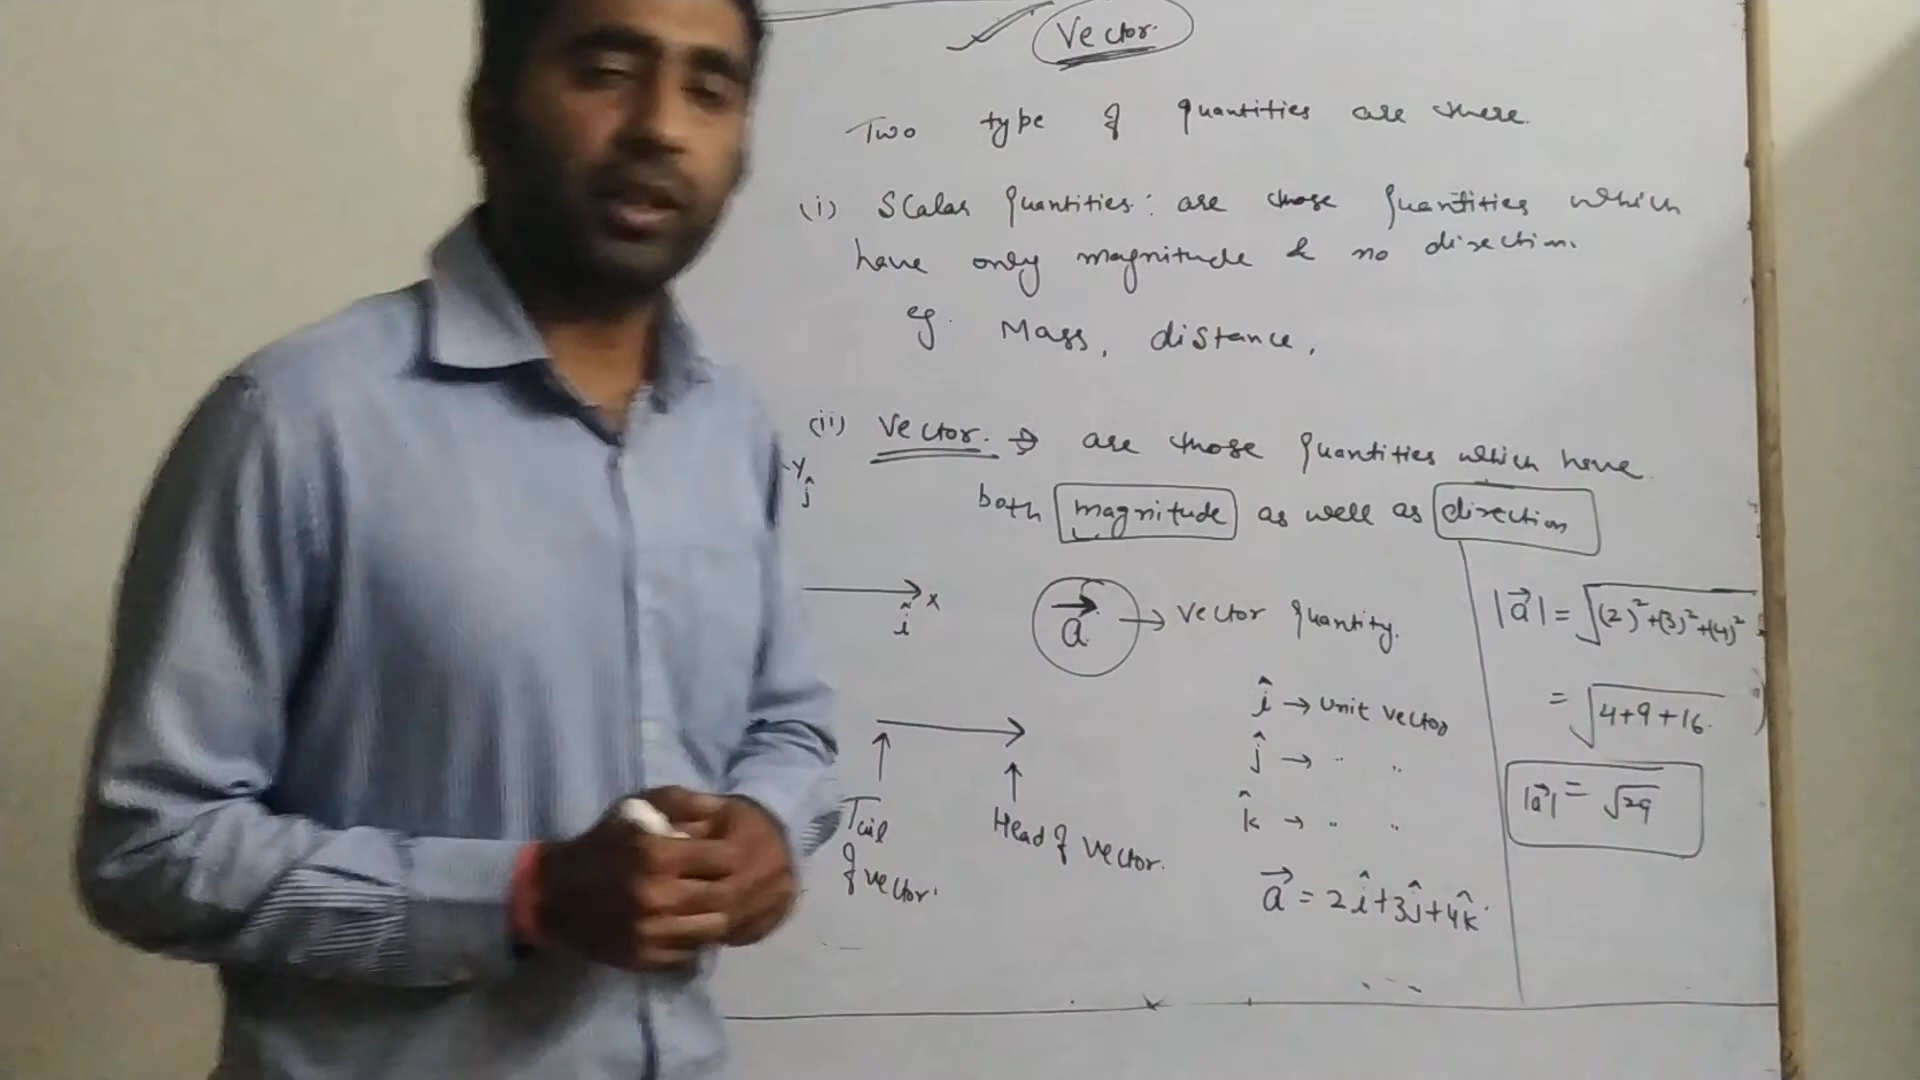 Vector.
Two type of quantities are there.
(i) Scalar Quantities: are those quantities which
have only magnitude & no direction.
eg. Mass, distance,
(ii) Vector. → are those quantities which have
both magnitude as well as direction
Y
ĵ
x
î
a⃗ → Vector quantity.
Tail
of vector.
Head of vector.
î → unit vector
ĵ → " "
k̂ → " "
a⃗ = 2î+3ĵ+4k̂
|a⃗| = √(2)²+(3)²+(4)²
= √4+9+16.
|a⃗| = √29